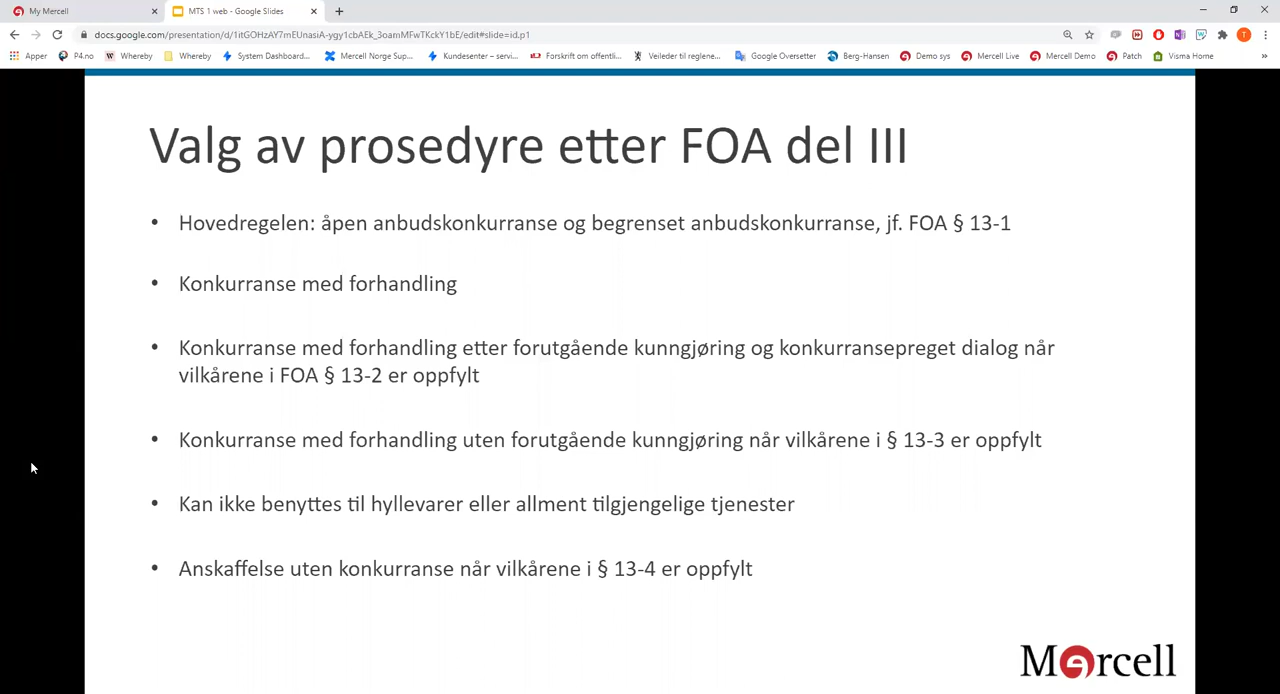 My Mercell
MTS 1 web - Google Slides
docs.google.com/presentation/d/1itGOHzAY7mEUnasiA-ygy1cbAEk_3oamMFwTKckY1bE/edit#slide=id.p1
T
Apper P4.no Whereby Whereby System Dashboar... Mercell Norge Sup... Kundesenter – servi... Forskrift om offentli... Veileder til reglene... Google Oversetter Berg-Hansen Demo sys Mercell Live Mercell Demo Patch Visma Home »
Valg av prosedyre etter FOA del III
• Hovedregelen: åpen anbudskonkurranse og begrenset anbudskonkurranse, jf. FOA § 13-1
• Konkurranse med forhandling
• Konkurranse med forhandling etter forutgående kunngjøring og konkurransepreget dialog når
vilkårene i FOA § 13-2 er oppfylt
• Konkurranse med forhandling uten forutgående kunngjøring når vilkårene i § 13-3 er oppfylt
• Kan ikke benyttes til hyllevarer eller allment tilgjengelige tjenester
• Anskaffelse uten konkurranse når vilkårene i § 13-4 er oppfylt
Mercell